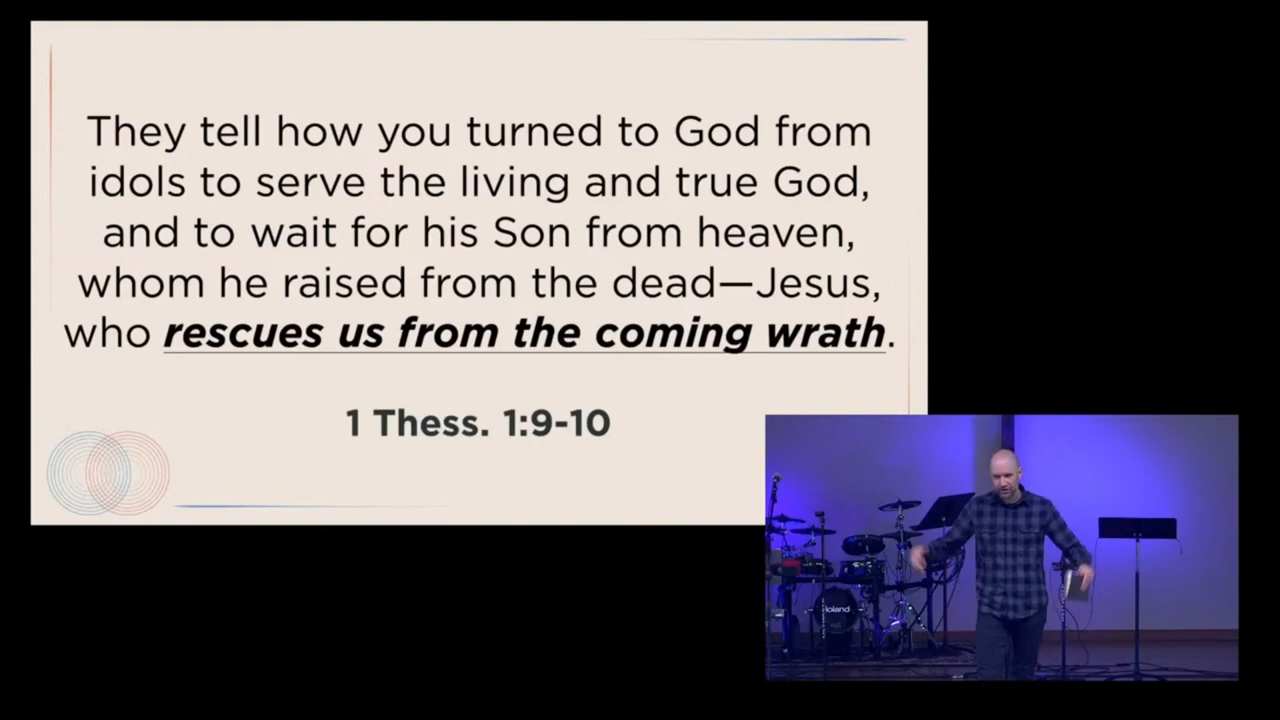 They tell how you turned to God from
idols to serve the living and true God,
and to wait for his Son from heaven,
whom he raised from the dead—Jesus,
who rescues us from the coming wrath.
1 Thess. 1:9-10
Roland